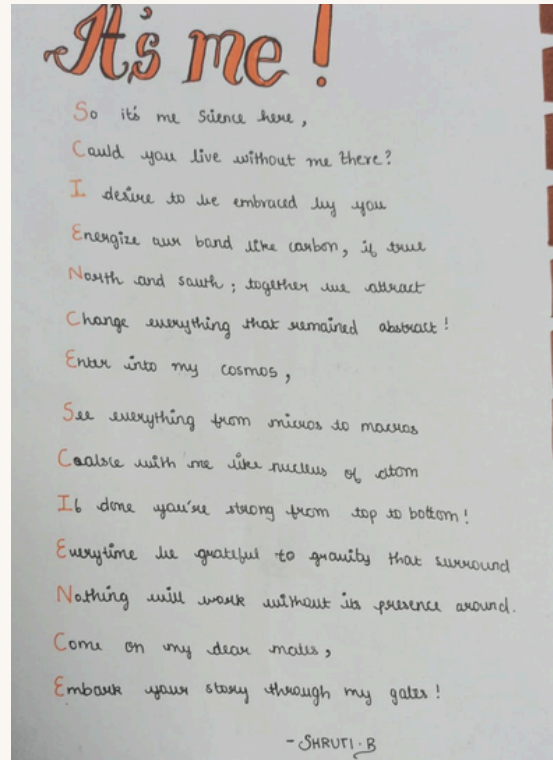 It's me!
So it's me science here,
Could you live without me there?
I desire to be embraced by you
Energize our bond like carbon, if true
North and south; together we attract
Change everything that remained abstract!
Enter into my cosmos,
See everything from micros to macros
Coalsce with me like nucleus of atom
If done you're strong from top to bottom!
Everytime be grateful to gravity that surround
Nothing will work without its presence around.
Come on my dear mates,
Embark your story through my gates!
- SHRUTI.B